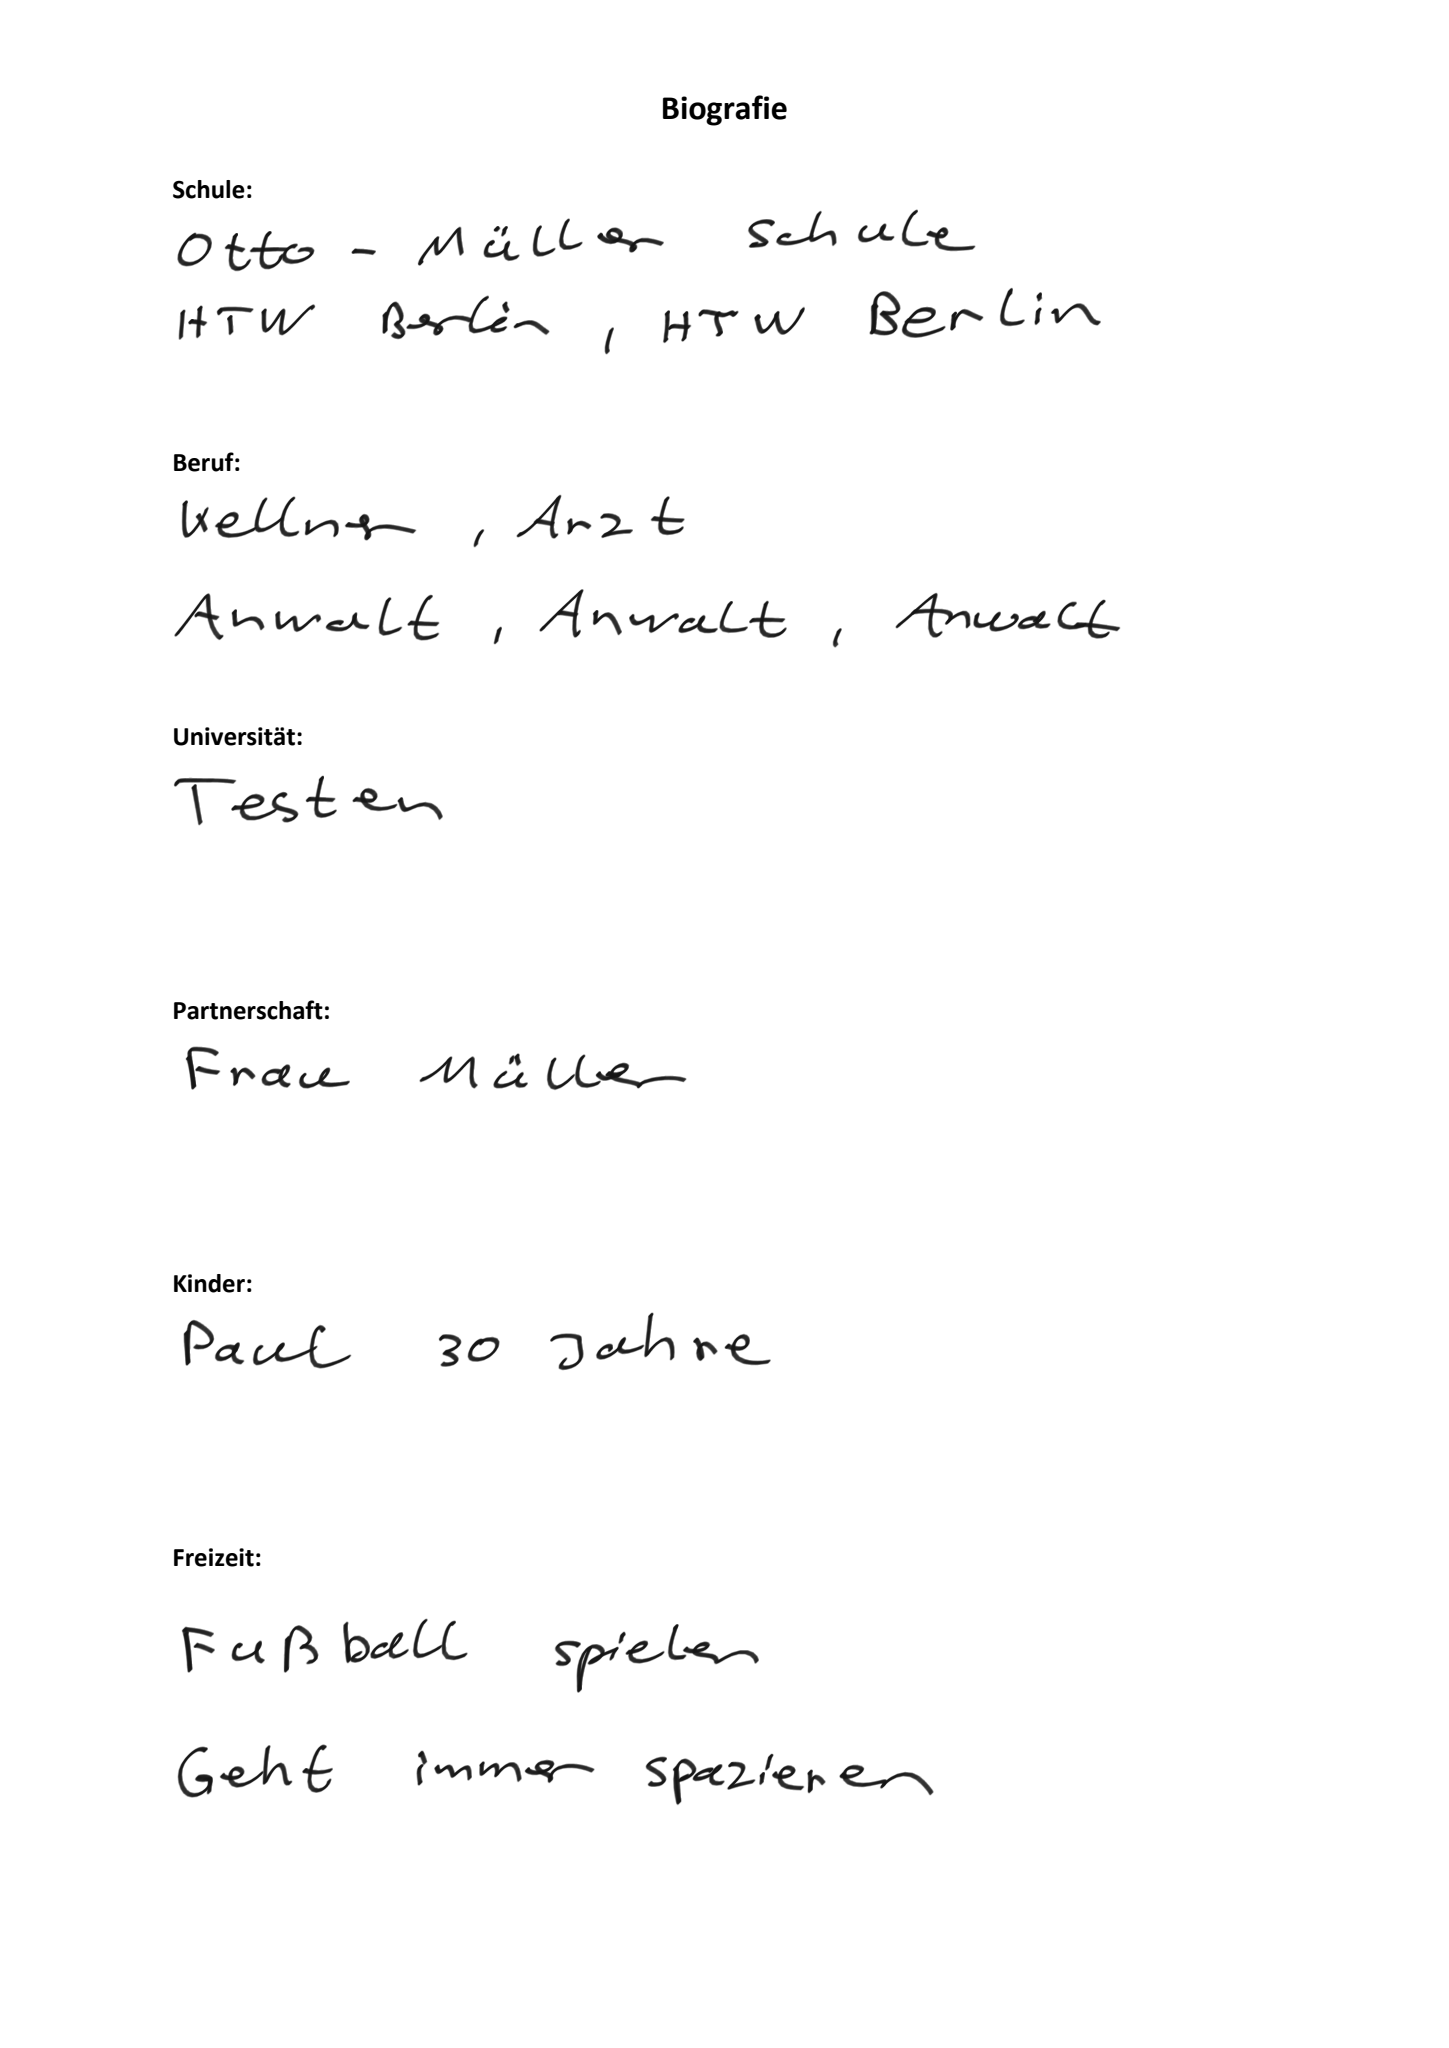 Biografie
Schule:
Otto - Müller Schule
HTW Berlin , HTW Berlin
Beruf:
Kellner , Arzt
Anwalt , Anwalt , Anwalt
Universität:
Testen
Partnerschaft:
Frau Müller
Kinder:
Paul 30 Jahre
Freizeit:
Fußball spielen
Geht immer spazieren